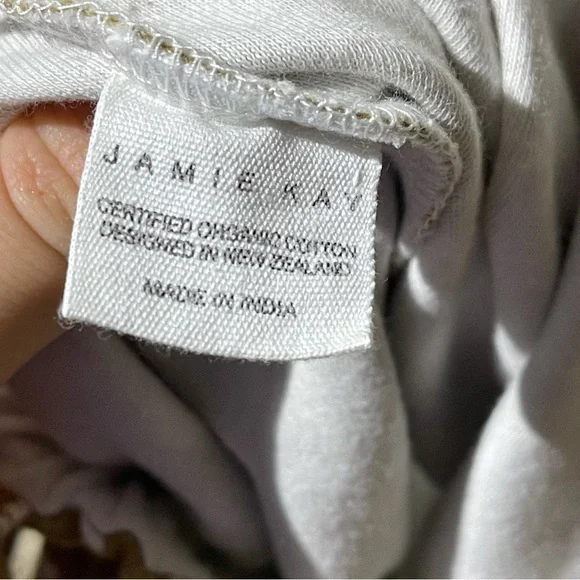 JAMIE KAY
CERTIFIED ORGANIC COTTON
DESIGNED IN NEW ZEALAND
MADE IN INDIA